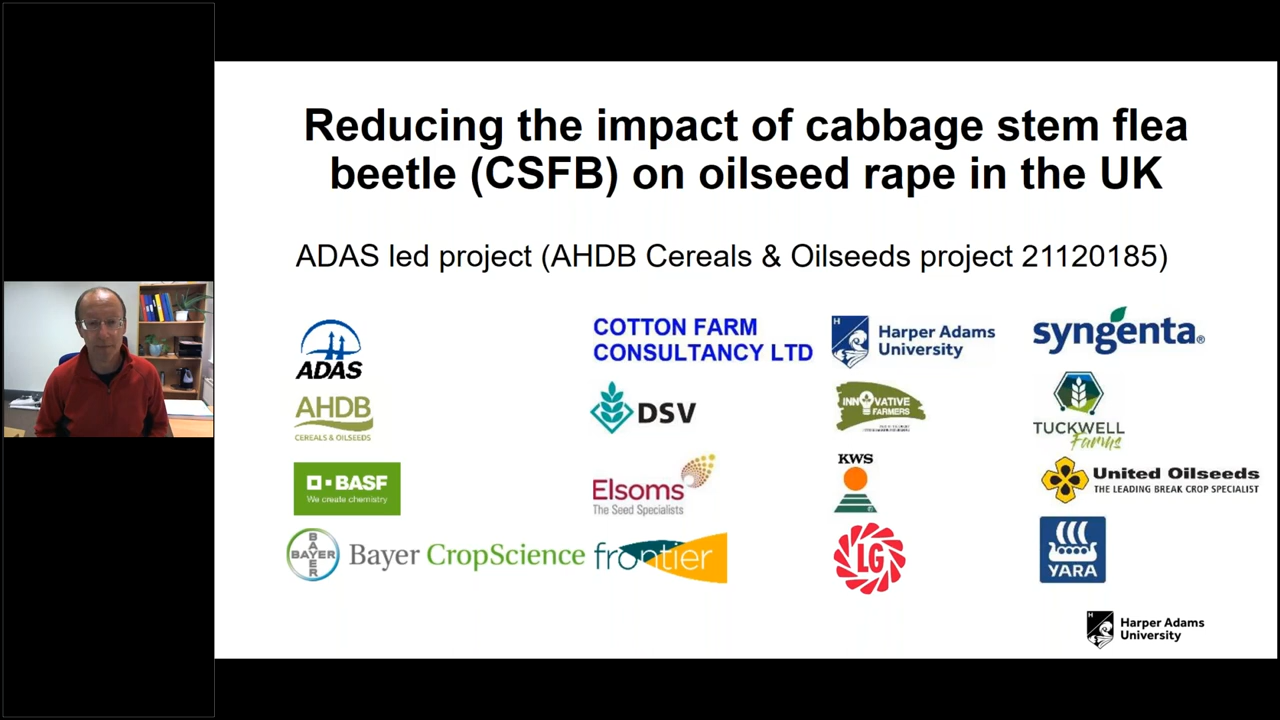 Reducing the impact of cabbage stem flea
beetle (CSFB) on oilseed rape in the UK
ADAS led project (AHDB Cereals & Oilseeds project 21120185)
ADAS
COTTON FARM
CONSULTANCY LTD
H
Harper Adams
University
syngenta®
AHDB
CEREALS & OILSEEDS
DSV
INNOVATIVE
FARMERS
TUCKWELL
Farms
BASF
We create chemistry
Elsoms
The Seed Specialists
KWS
United Oilseeds
THE LEADING BREAK CROP SPECIALIST
BAYER
BAYER
Bayer CropScience
frontier
LG
YARA
H
Harper Adams
University